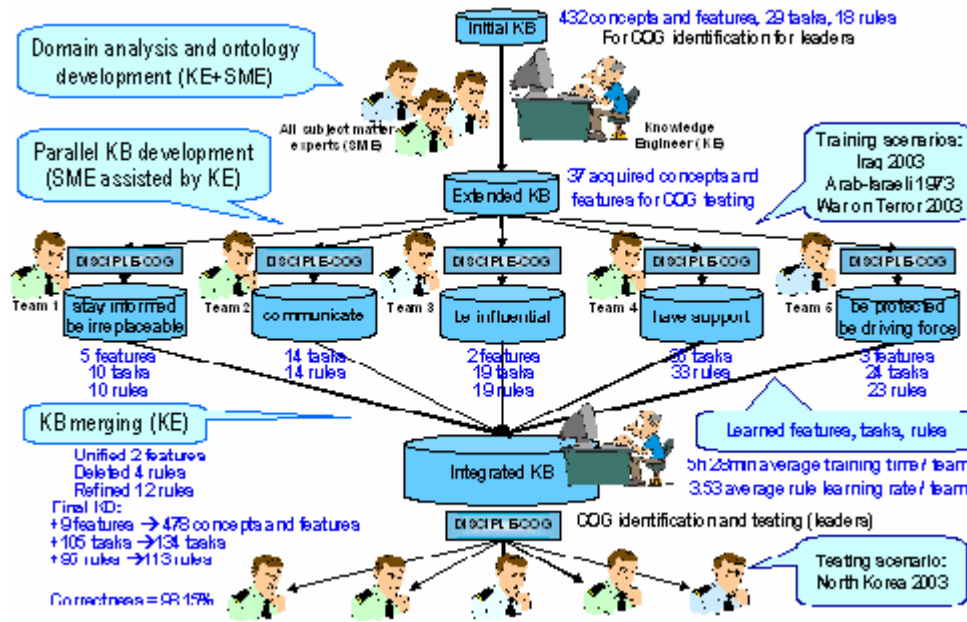 Initial KB
432 concepts and features, 29 tasks, 18 rules
For COG identification for leaders
Domain analysis and ontology
development (KE+SME)
All subject matter
experts (SME)
Knowledge
Engineer (KE)
Parallel KB development
(SME assisted by KE)
Training scenarios:
Iraq 2003
Arab-Israeli 1973
War on Terror 2003
Extended KB
37 acquired concepts and
features for COG testing
DISCIPLE-COG
DISCIPLE-COG
DISCIPLE-COG
DISCIPLE-COG
DISCIPLE-COG
Team 1
stay informed
be irreplaceable
Team 2
communicate
Team 3
be influential
Team 4
have support
Team 5
be protected
be driving force
5 features
10 tasks
10 rules
14 tasks
14 rules
2 features
19 tasks
19 rules
tasks
33 rules
3 features
24 tasks
23 rules
KB merging (KE)
Learned features, tasks, rules
Unified 2 features
Deleted 4 rules
Refined 12 rules
Final KB:
+9 features → 478 concepts and features
+105 tasks → 134 tasks
+95 rules → 113 rules
Integrated KB
5h 28min average training time / team
3.53 average rule learning rate / team
DISCIPLE-COG
COG identification and testing (leaders)
Correctness = 98.15%
Testing scenario:
North Korea 2003